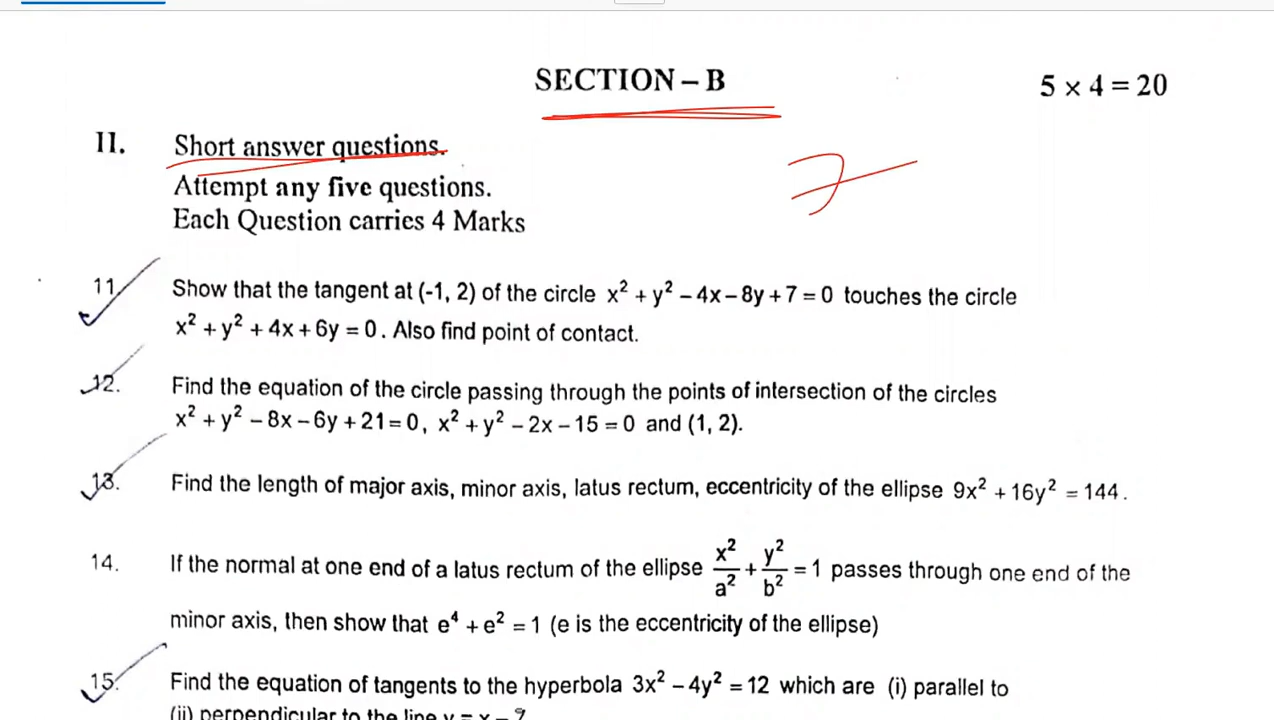 SECTION – B
5 × 4 = 20
II. Short answer questions.
Attempt any five questions.
Each Question carries 4 Marks
11. Show that the tangent at (-1, 2) of the circle x² + y² – 4x – 8y + 7 = 0 touches the circle
x² + y² + 4x + 6y = 0. Also find point of contact.
12. Find the equation of the circle passing through the points of intersection of the circles
x² + y² – 8x – 6y + 21 = 0, x² + y² – 2x – 15 = 0 and (1, 2).
13. Find the length of major axis, minor axis, latus rectum, eccentricity of the ellipse 9x² + 16y² = 144.
14. If the normal at one end of a latus rectum of the ellipse x²/a² + y²/b² = 1 passes through one end of the
minor axis, then show that e⁴ + e² = 1 (e is the eccentricity of the ellipse)
15. Find the equation of tangents to the hyperbola 3x² – 4y² = 12 which are (i) parallel to
(ii) perpendicular to the line y = x –